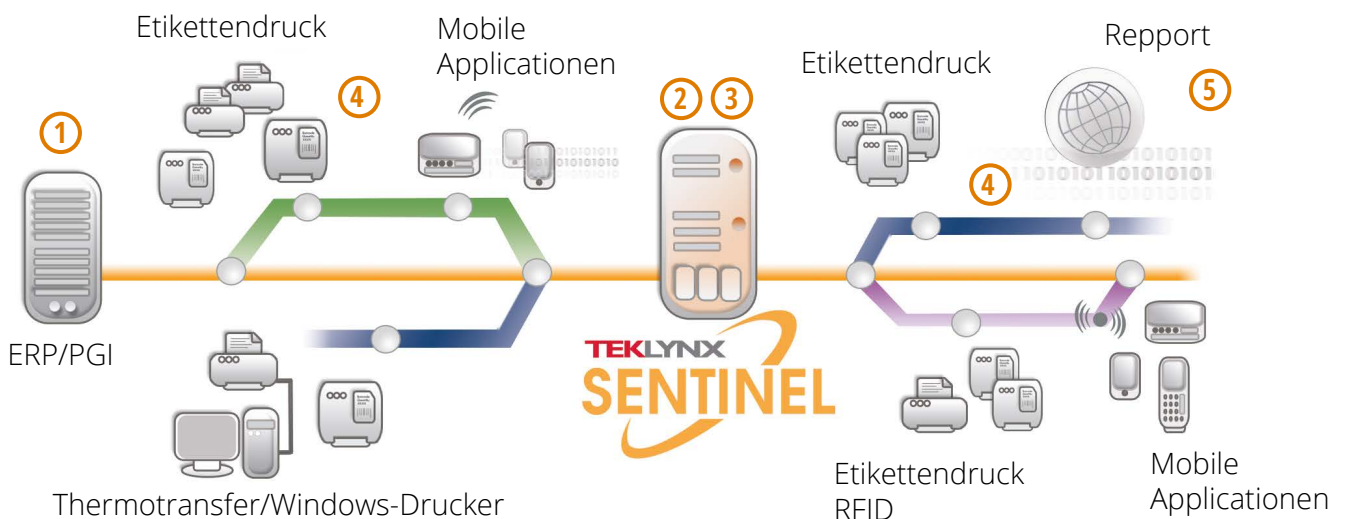 Etikettendruck
Mobile
Applicationen
Etikettendruck
Repport
1
4
2 3
5
4
ERP/PGI
TEKLYNX
SENTINEL
Thermotransfer/Windows-Drucker
Etikettendruck
RFID
Mobile
Applicationen